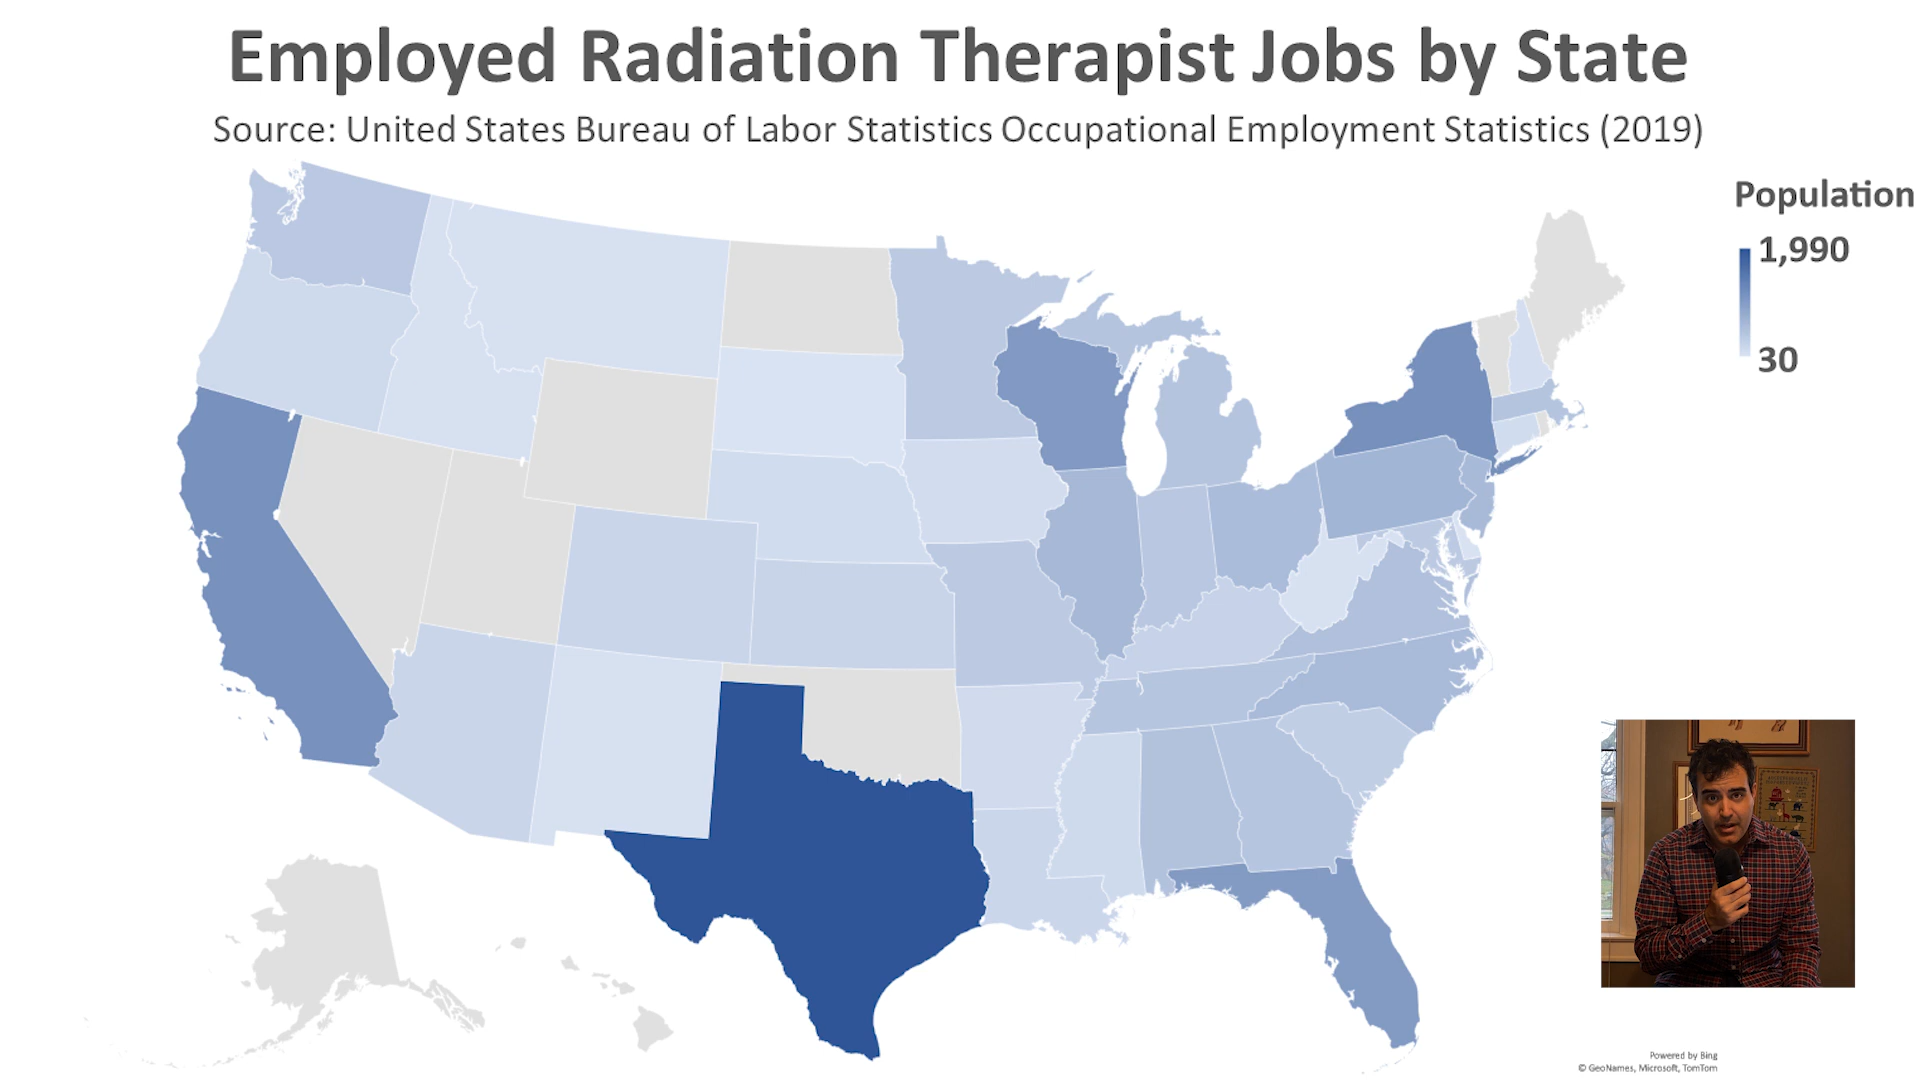 Employed Radiation Therapist Jobs by State
Source: United States Bureau of Labor Statistics Occupational Employment Statistics (2019)
Population
1,990
30
Powered by Bing
© GeoNames, Microsoft, TomTom